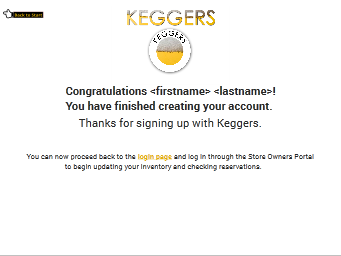 Back to Start
KEGGERS
KEGGERS
Congratulations <firstname> <lastname>!
You have finished creating your account.
Thanks for signing up with Keggers.
You can now proceed back to the login page and log in through the Store Owners Portal
to begin updating your inventory and checking reservations.